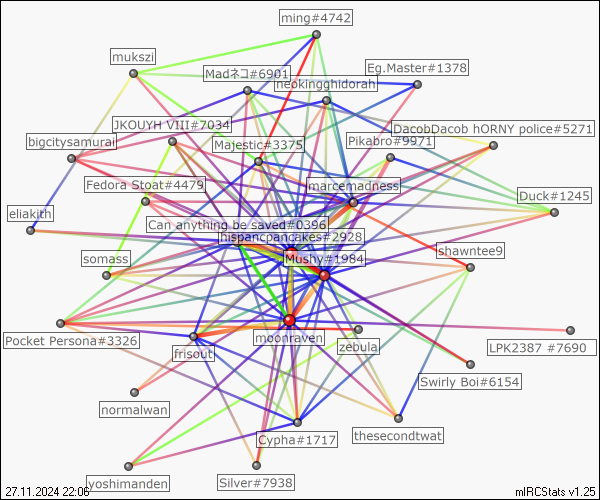 ming#4742
mukszi
Eg.Master#1378
Madネコ#6901
neokingghidorah
JKOUYH VIII#7034
DacobDacob hORNY police#5271
bigcitysamurai
Majestic#3375
Pikabro#9971
Fedora Stoat#4479
marcemadness
Duck#1245
eliakith
Can anything be saved#0396
hispancpancakes#2928
shawntee9
somass
Mushy#1984
Pocket Persona#3326
moonraven
zebula
LPK2387 #7690
frisout
Swirly Boi#6154
normalwan
Cypha#1717
thesecondtwat
yoshimanden
Silver#7938
27.11.2024 22:06
mIRCStats v1.25